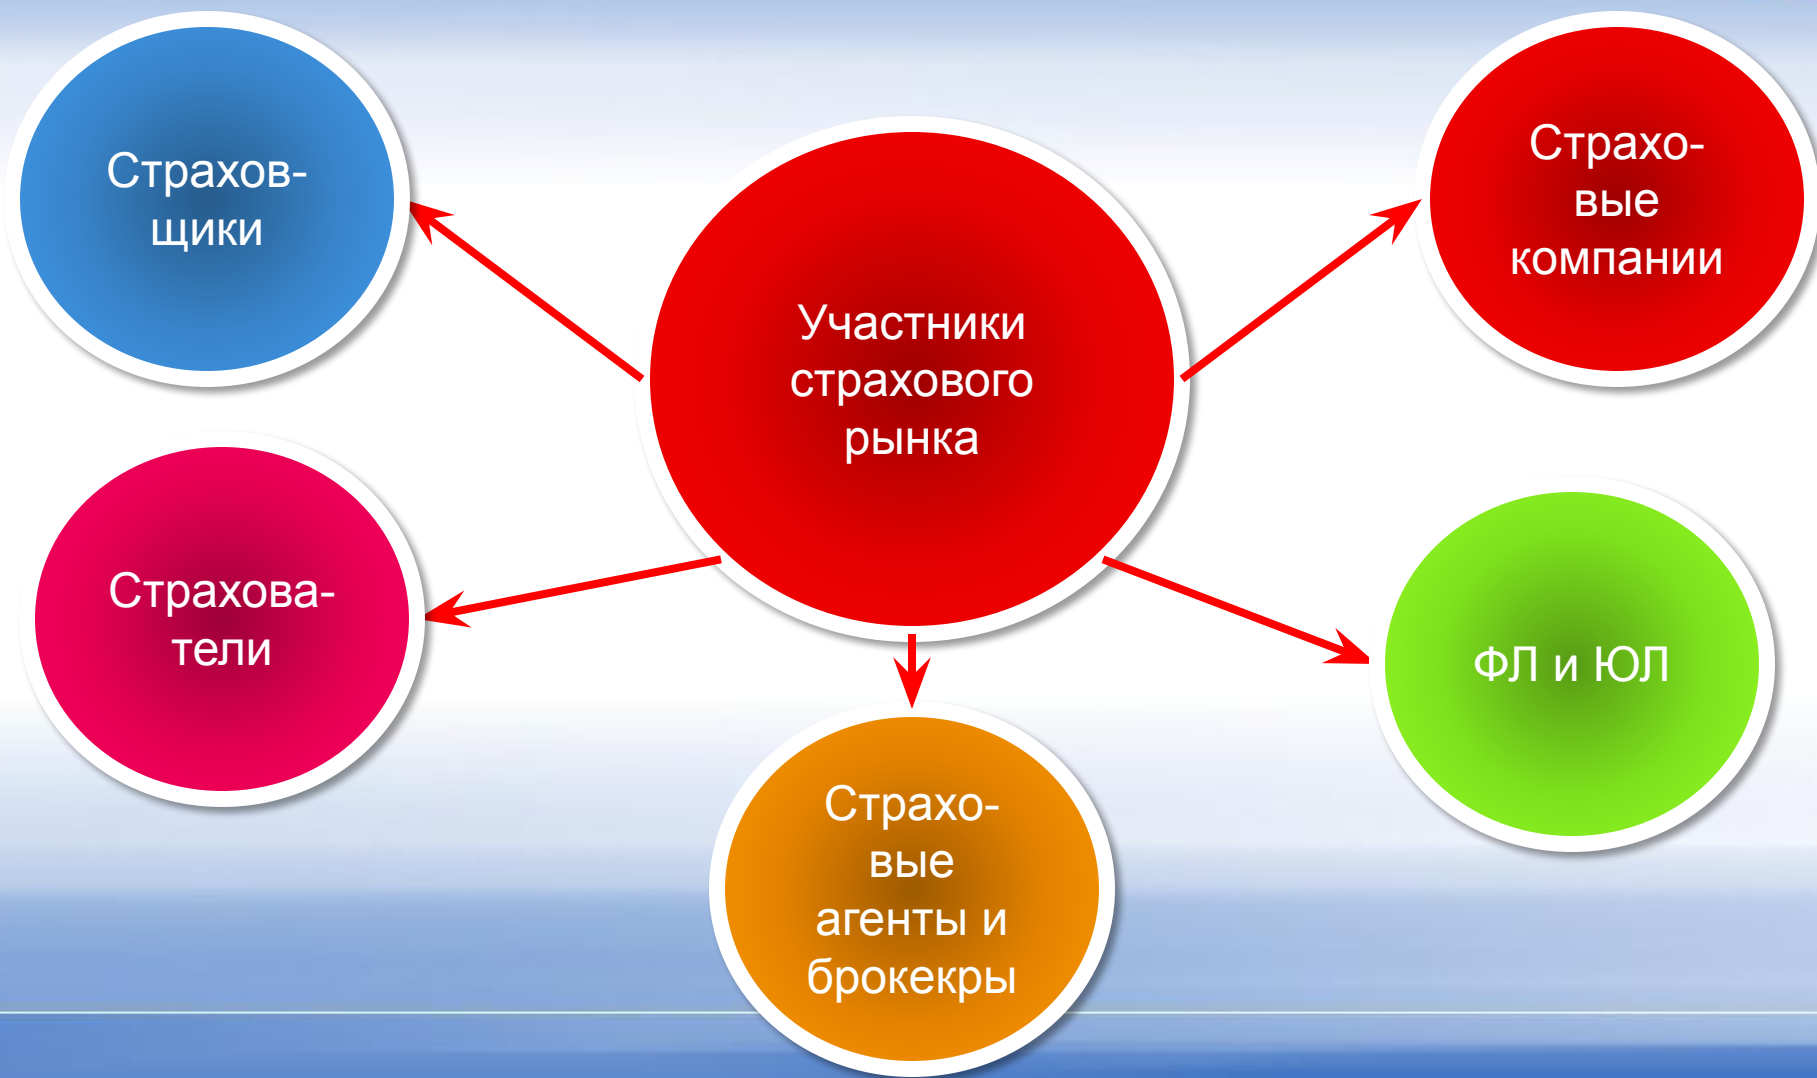 Страхов-
щики
Участники
страхового
рынка
Страхо-
вые
компании
Страхова-
тели
ФЛ и ЮЛ
Страхо-
вые
агенты и
брокекры